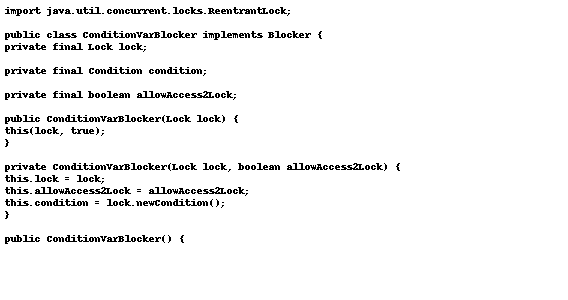 import java.util.concurrent.locks.ReentrantLock;
public class ConditionVarBlocker implements Blocker {
private final Lock lock;
private final Condition condition;
private final boolean allowAccess2Lock;
public ConditionVarBlocker(Lock lock) {
this(lock, true);
}
private ConditionVarBlocker(Lock lock, boolean allowAccess2Lock) {
this.lock = lock;
this.allowAccess2Lock = allowAccess2Lock;
this.condition = lock.newCondition();
}
public ConditionVarBlocker() {